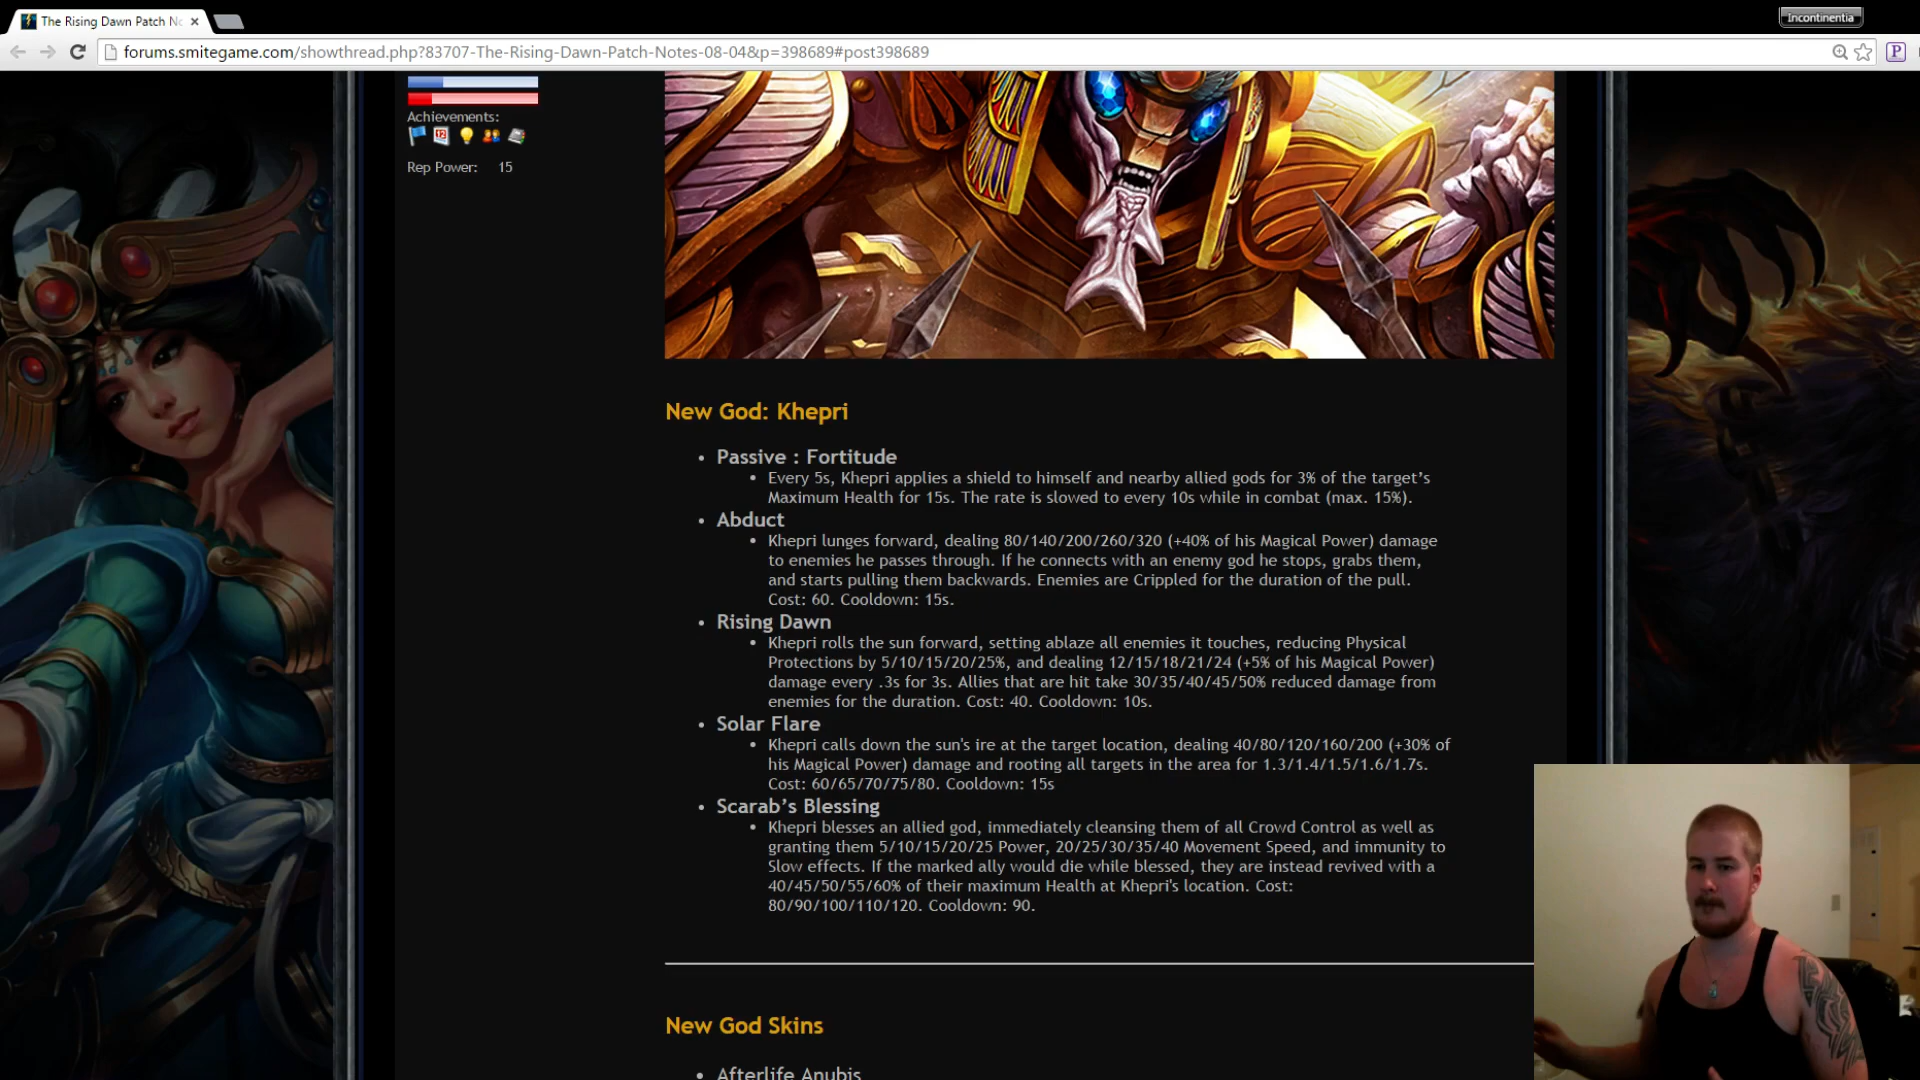 The Rising Dawn Patch No
Incontinentia
forums.smitegame.com/showthread.php?83707-The-Rising-Dawn-Patch-Notes-08-04&p=398689#post398689
P
Achievements:
12
Rep Power: 15
New God: Khepri
Passive : Fortitude
Every 5s, Khepri applies a shield to himself and nearby allied gods for 3% of the target’s
Maximum Health for 15s. The rate is slowed to every 10s while in combat (max. 15%).
Abduct
Khepri lunges forward, dealing 80/140/200/260/320 (+40% of his Magical Power) damage
to enemies he passes through. If he connects with an enemy god he stops, grabs them,
and starts pulling them backwards. Enemies are Crippled for the duration of the pull.
Cost: 60. Cooldown: 15s.
Rising Dawn
Khepri rolls the sun forward, setting ablaze all enemies it touches, reducing Physical
Protections by 5/10/15/20/25%, and dealing 12/15/18/21/24 (+5% of his Magical Power)
damage every .3s for 3s. Allies that are hit take 30/35/40/45/50% reduced damage from
enemies for the duration. Cost: 40. Cooldown: 10s.
Solar Flare
Khepri calls down the sun's ire at the target location, dealing 40/80/120/160/200 (+30% of
his Magical Power) damage and rooting all targets in the area for 1.3/1.4/1.5/1.6/1.7s.
Cost: 60/65/70/75/80. Cooldown: 15s
Scarab’s Blessing
Khepri blesses an allied god, immediately cleansing them of all Crowd Control as well as
granting them 5/10/15/20/25 Power, 20/25/30/35/40 Movement Speed, and immunity to
Slow effects. If the marked ally would die while blessed, they are instead revived with a
40/45/50/55/60% of their maximum Health at Khepri's location. Cost:
80/90/100/110/120. Cooldown: 90.
New God Skins
Afterlife Anubis